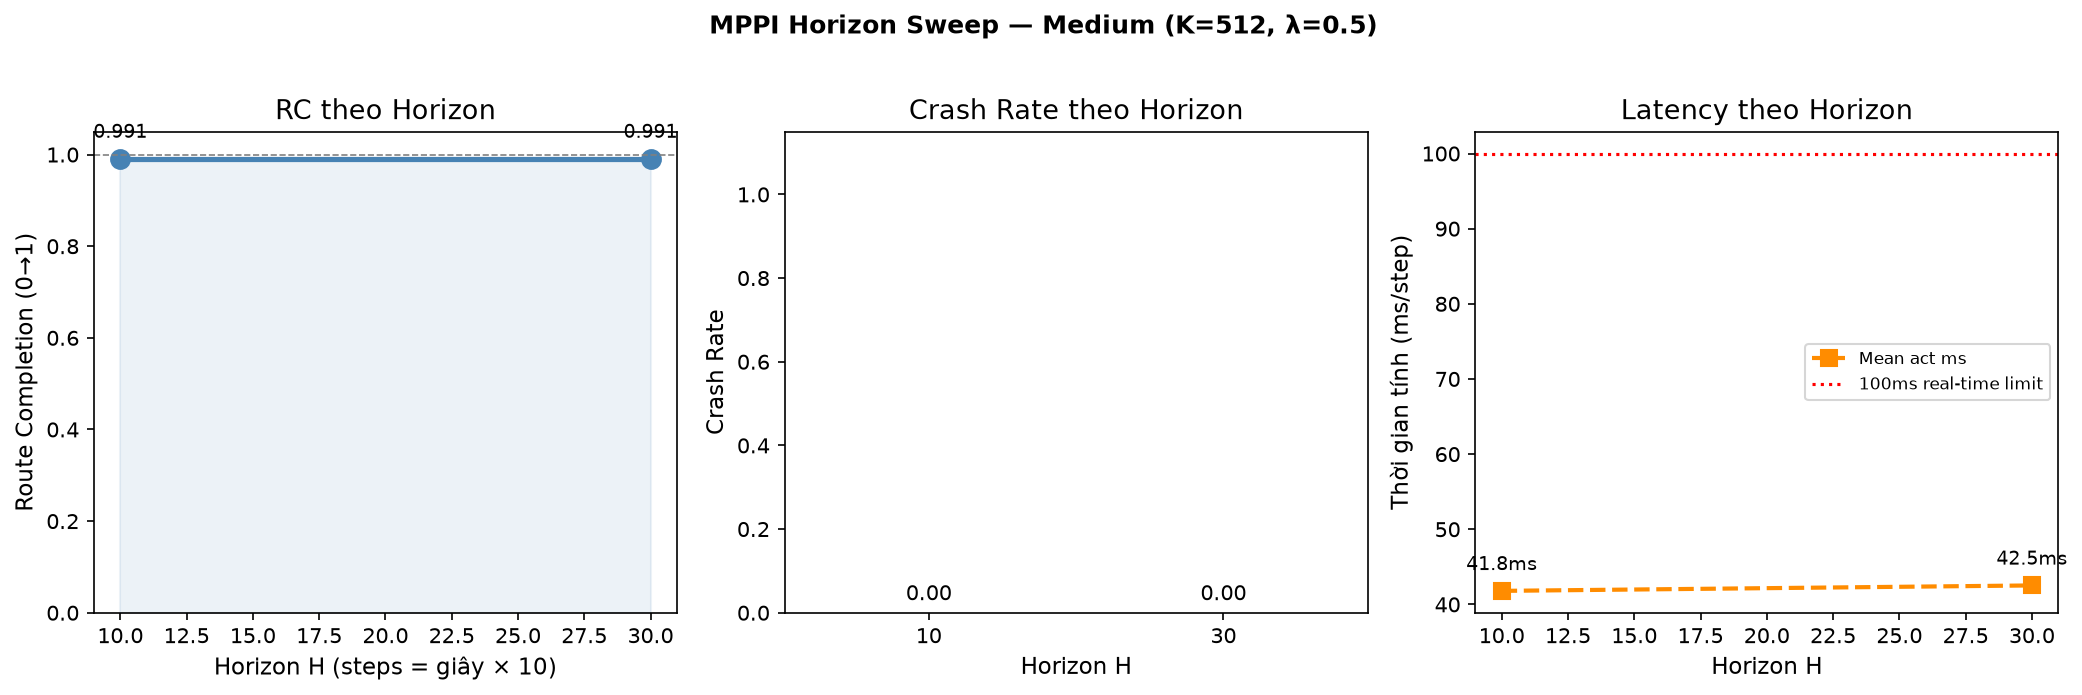 MPPI Horizon Sweep — Medium (K=512, λ=0.5)
RC theo Horizon
0.991
0.991
1.0
0.8
0.6
0.4
0.2
0.0
Route Completion (0→1)
10.0 12.5 15.0 17.5 20.0 22.5 25.0 27.5 30.0
Horizon H (steps = giây × 10)
Crash Rate theo Horizon
1.0
0.8
0.6
0.4
0.2
0.0
Crash Rate
0.00
0.00
10 30
Horizon H
Latency theo Horizon
100
90
80
70
60
50
40
Thời gian tính (ms/step)
Mean act ms
100ms real-time limit
41.8ms
42.5ms
10.0 12.5 15.0 17.5 20.0 22.5 25.0 27.5 30.0
Horizon H